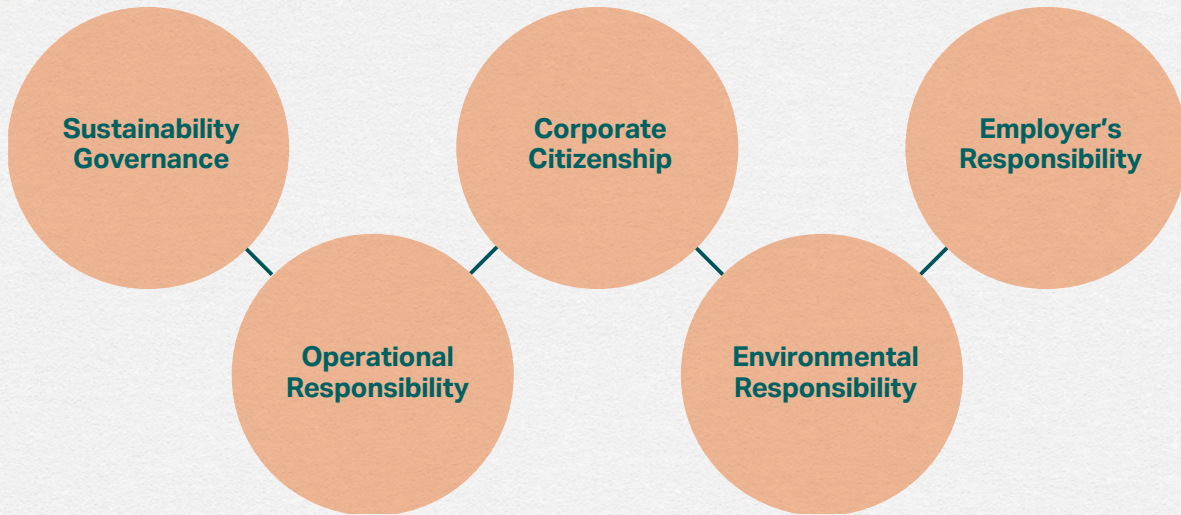 Sustainability
Governance
Corporate
Citizenship
Employer’s
Responsibility
Operational
Responsibility
Environmental
Responsibility